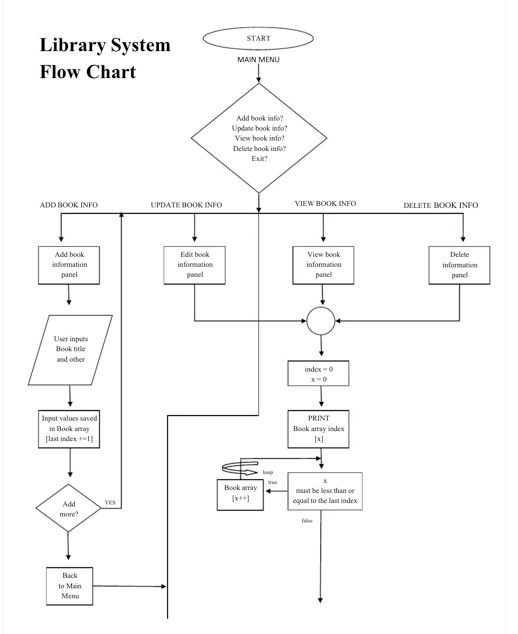 Library System
Flow Chart
START
MAIN MENU
Add book info?
Update book info?
View book info?
Delete book info?
Exit?
ADD BOOK INFO
UPDATE BOOK INFO
VIEW BOOK INFO
DELETE BOOK INFO
Add book
information
panel
Edit book
information
panel
View book
information
panel
Delete
information
panel
User inputs
Book title
and other
index = 0
x = 0
Input values saved
in Book array
[last index +=1]
PRINT
Book array index
[x]
loop
true
Book array
[x++]
x
must be less than or
equal to the last index
Add
more?
YES
false
Back
to Main
Menu